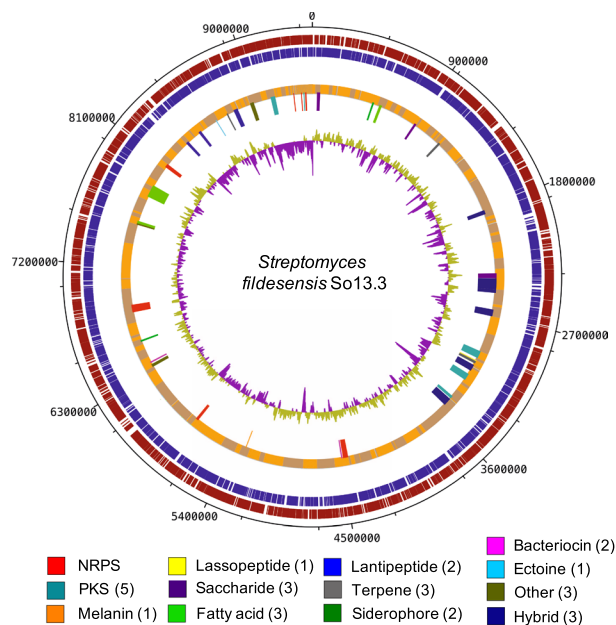 0
9000000
900000
8100000
1800000
7200000
Streptomyces
fildesensis So13.3
2700000
6300000
3600000
5400000
4500000
NRPS
Lassopeptide (1)
Lantipeptide (2)
Bacteriocin (2)
PKS (5)
Saccharide (3)
Terpene (3)
Ectoine (1)
Melanin (1)
Fatty acid (3)
Siderophore (2)
Other (3)
Hybrid (3)